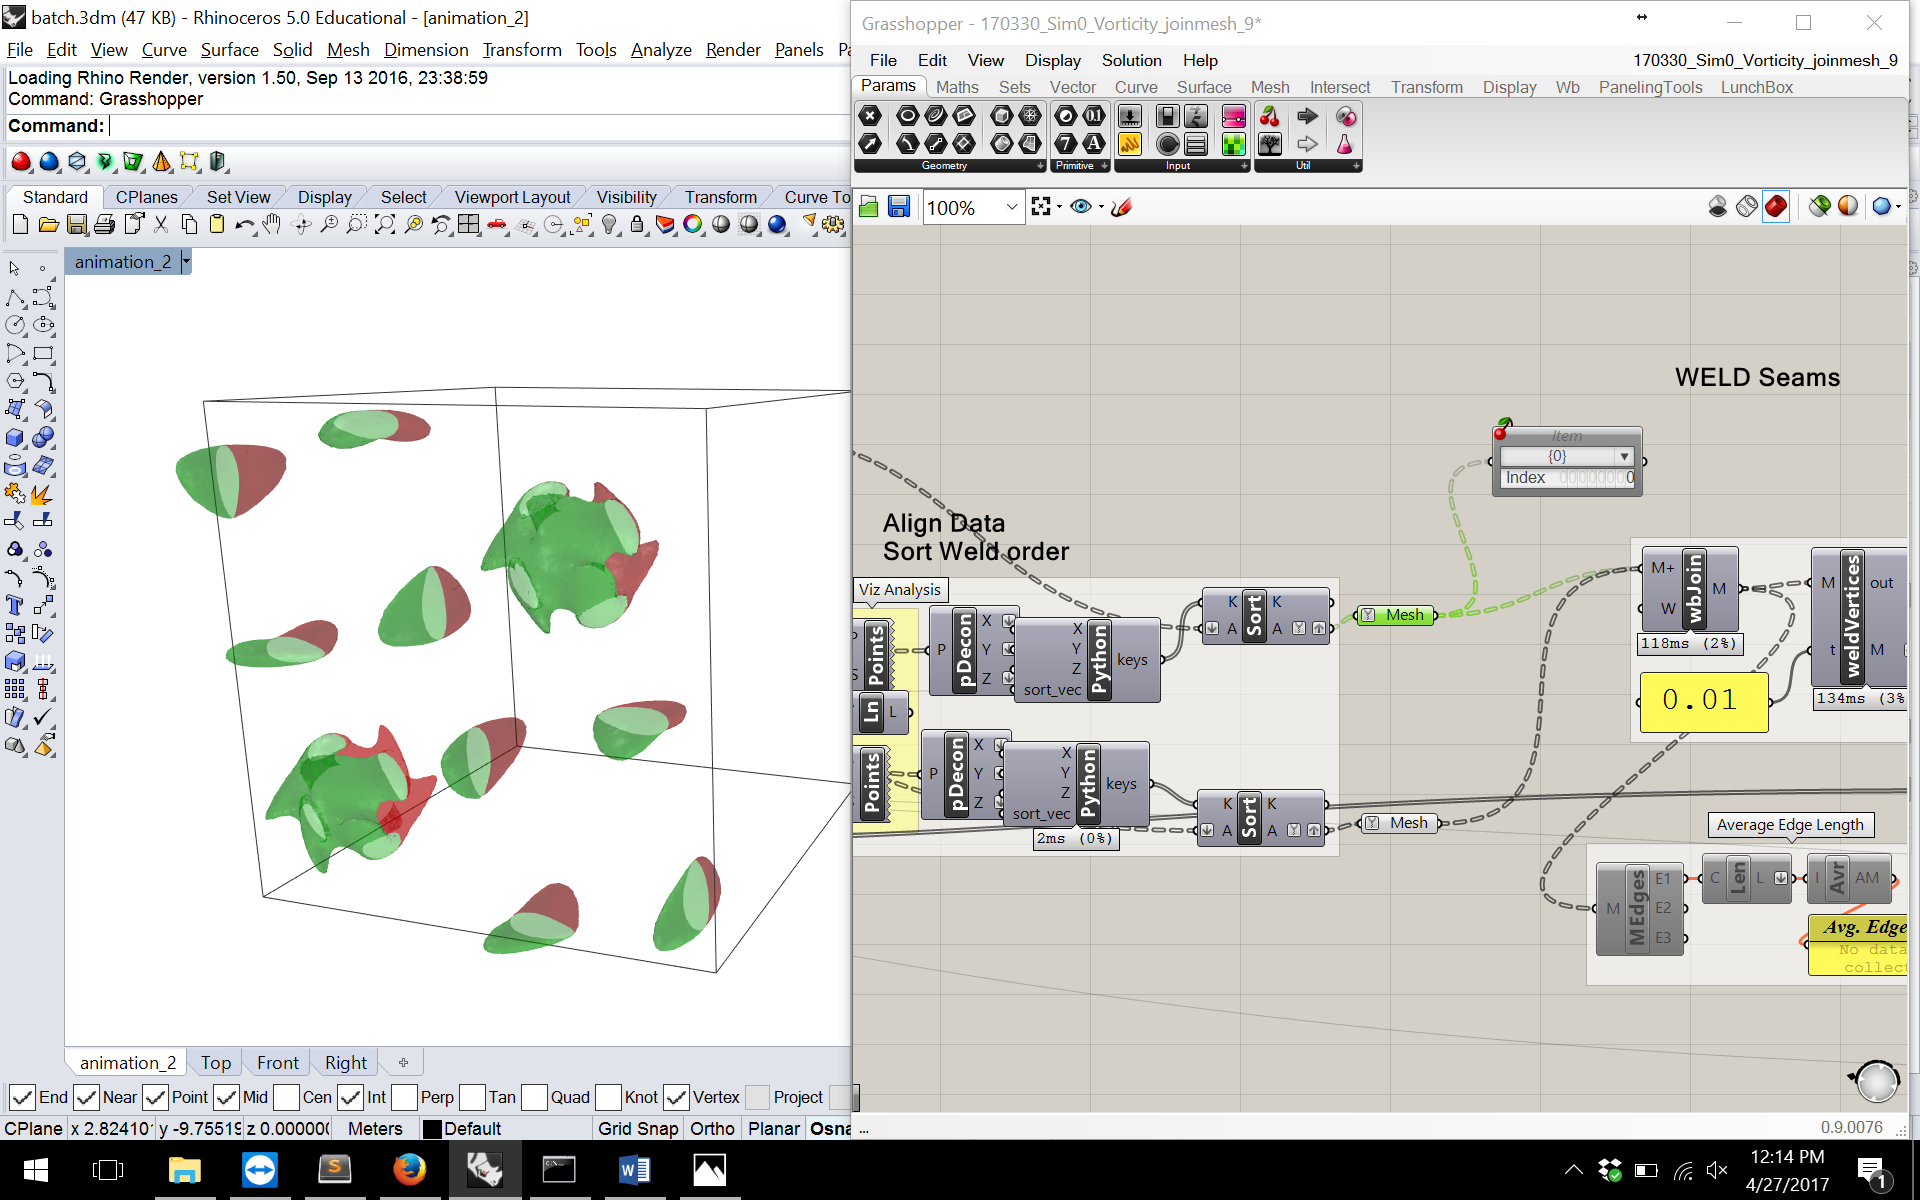 batch.3dm (47 KB) - Rhinoceros 5.0 Educational - [animation_2]
File Edit View Curve Surface Solid Mesh Dimension Transform Tools Analyze Render Panels
Loading Rhino Render, version 1.50, Sep 13 2016, 23:38:59
Command: Grasshopper
Command:
Standard CPlanes Set View Display Select Viewport Layout Visibility Transform Curve To
animation_2
animation_2 Top Front Right
End Near Point Mid Cen Int Perp Tan Quad Knot Vertex Project
CPlane x 2.82410 y -9.75519 z 0.00000 Meters Default Grid Snap Ortho Planar Osna
Grasshopper - 170330_Sim0_Vorticity_joinmesh_9*
File Edit View Display Solution Help 170330_Sim0_Vorticity_joinmesh_9
Params Maths Sets Vector Curve Surface Mesh Intersect Transform Display Wb PanelingTools LunchBox
Geometry Primitive Input Util
100%
WELD Seams
Item
{0}
Index 0
Align Data
Sort Weld order
Viz Analysis
Points
P pDecon X Y Z
X Y Z sort_vec Python keys
K A Sort K A
Mesh
Ln L
M+ W wbJoin M
118ms (2%)
M t weldVertices out M
134ms (3%
0.01
Points
P pDecon X Y Z
X Y Z sort_vec Python keys
2ms (0%)
K A Sort K A
Mesh
Average Edge Length
M MEdges E1 E2 E3
C Len L
I Avr AM
Avg. Edge
No data
collec
...
0.9.0076
12:14 PM
4/27/2017
1